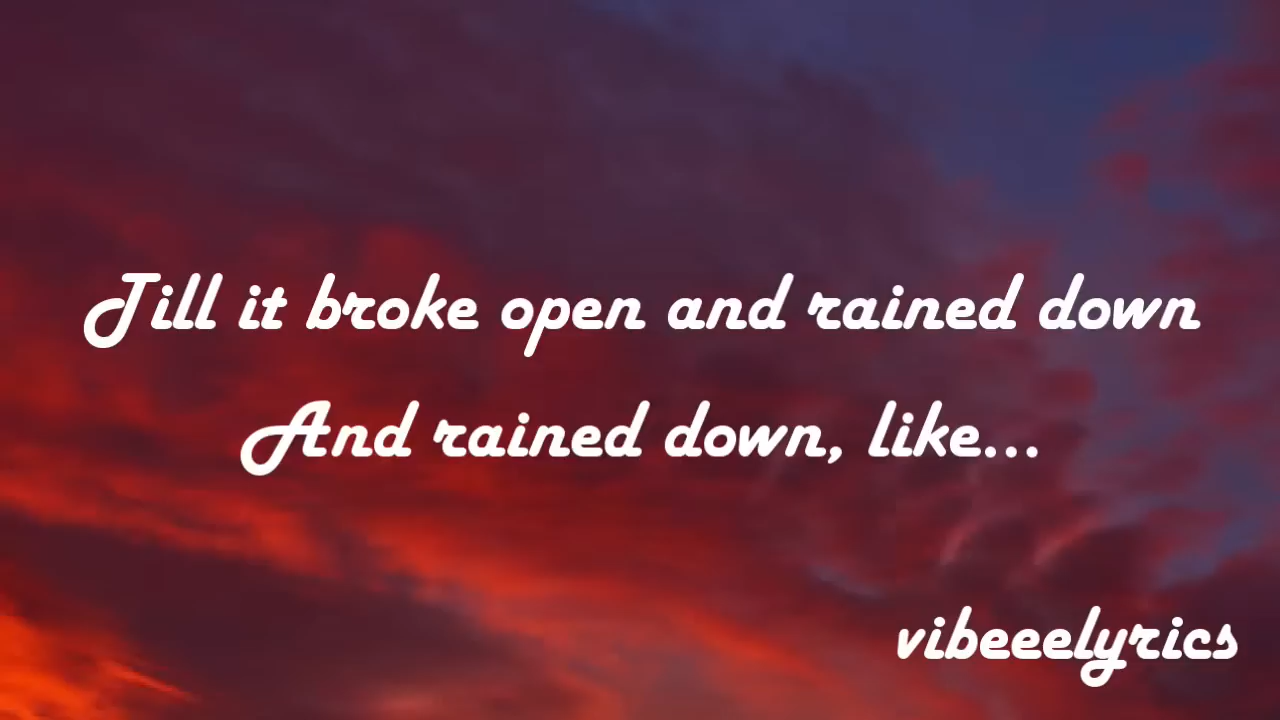 Till it broke open and rained down
And rained down, like...
vibeeelyrics